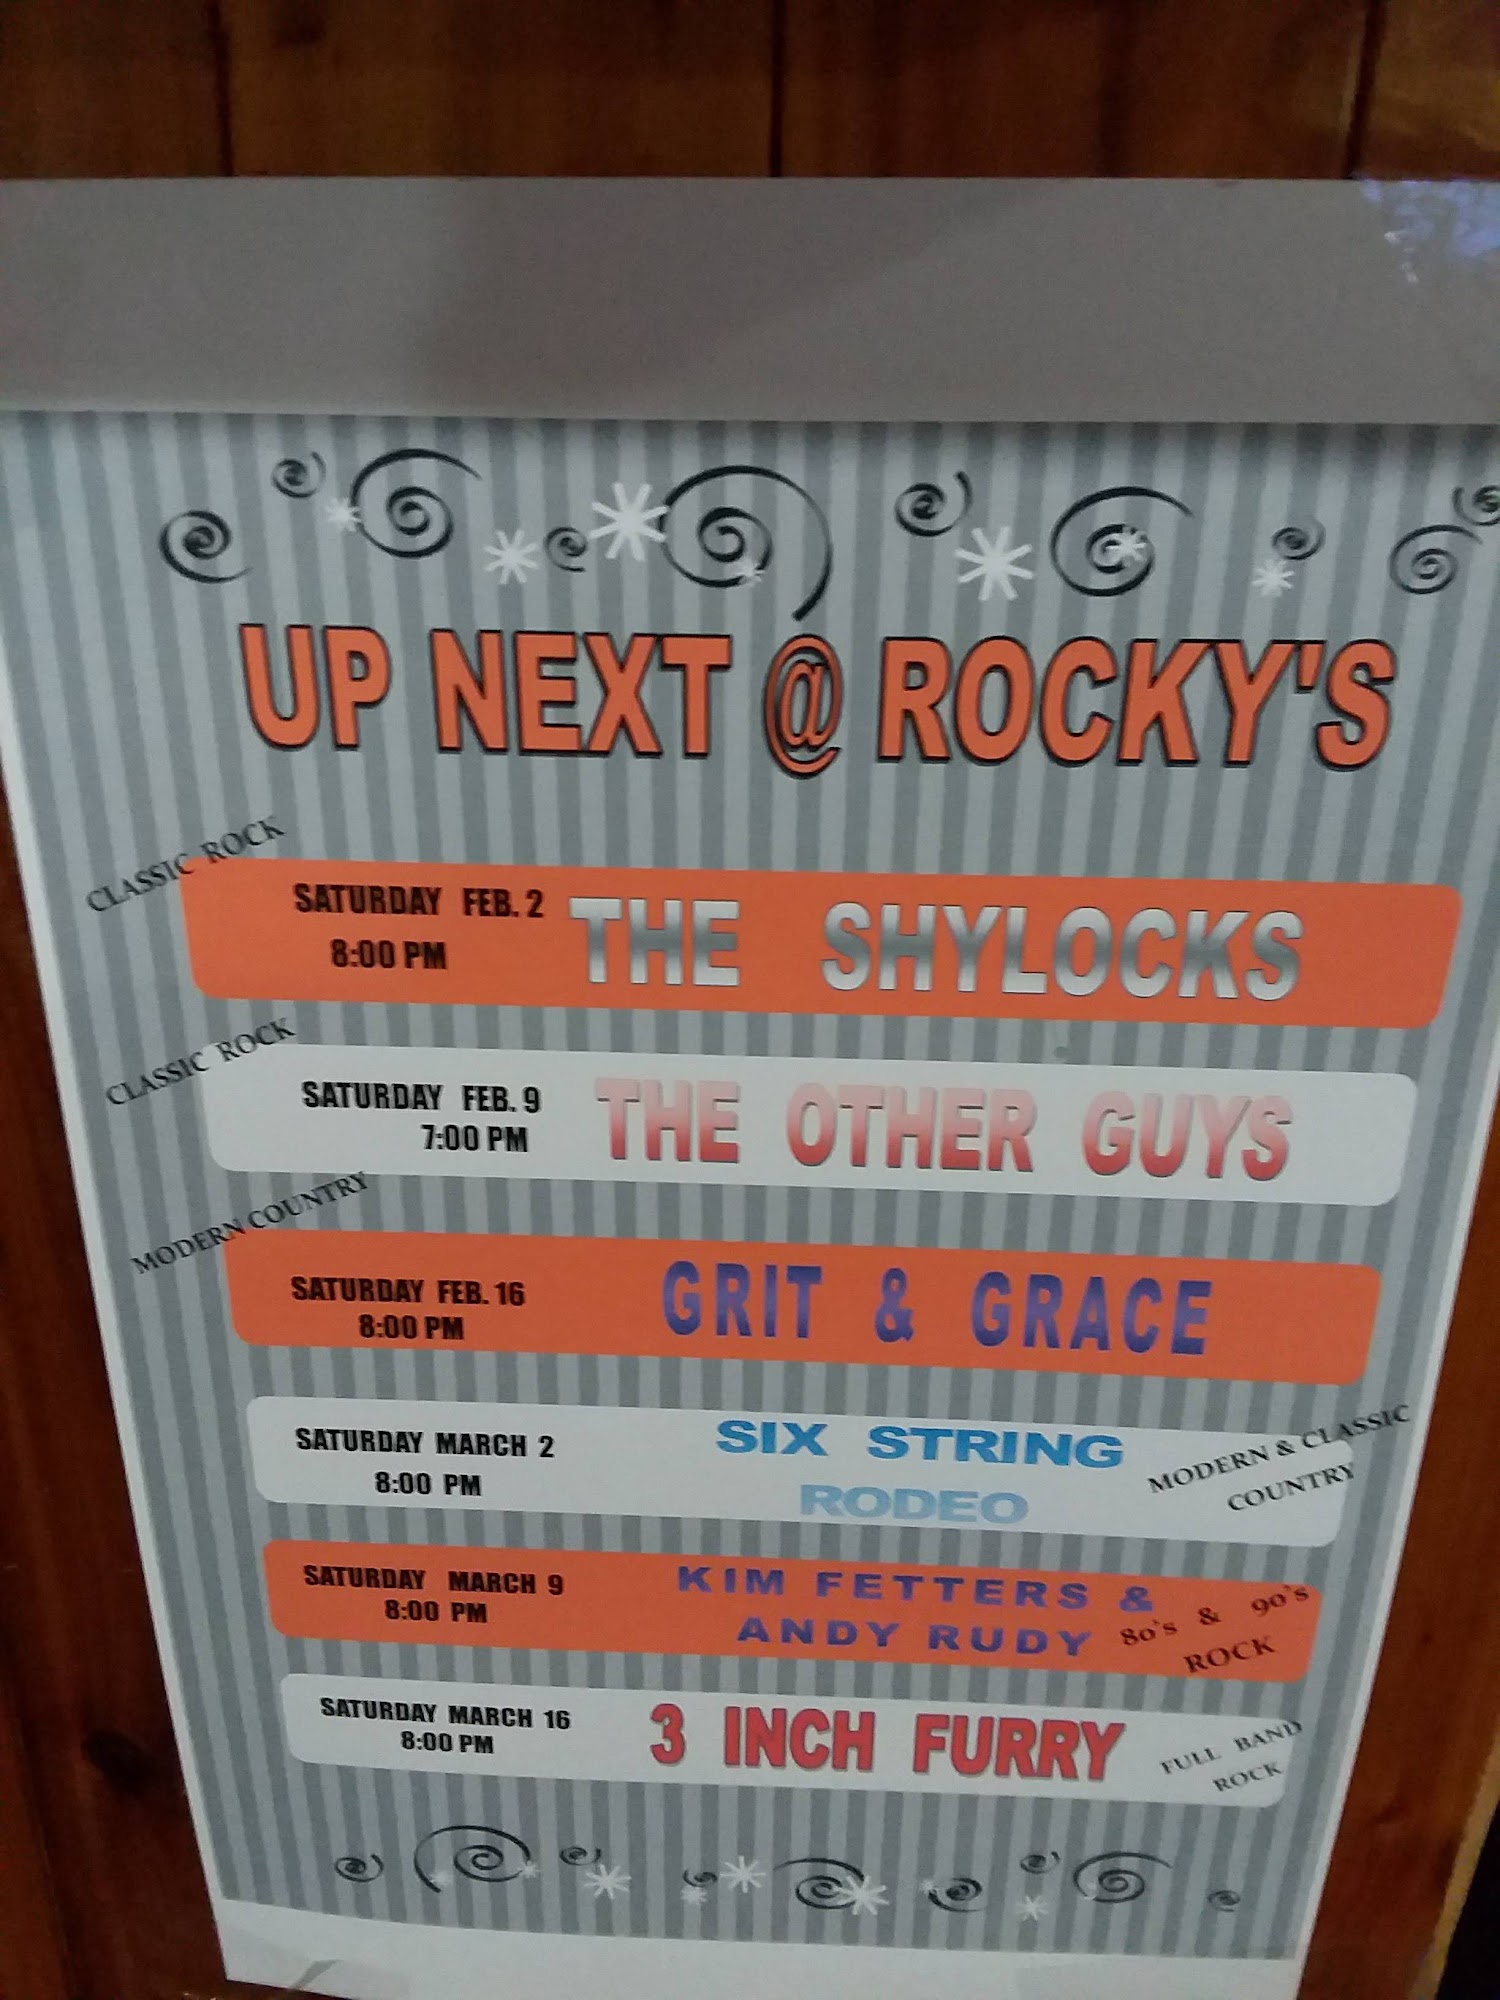 UP NEXT @ ROCKY'S
CLASSIC ROCK
SATURDAY FEB. 2
8:00 PM
THE SHYLOCKS
CLASSIC ROCK
SATURDAY FEB. 9
7:00 PM
THE OTHER GUYS
MODERN COUNTRY
SATURDAY FEB. 16
8:00 PM
GRIT & GRACE
SATURDAY MARCH 2
8:00 PM
SIX STRING
RODEO
MODERN & CLASSIC
COUNTRY
SATURDAY MARCH 9
8:00 PM
KIM FETTERS &
ANDY RUDY
80's & 90's
ROCK
SATURDAY MARCH 16
8:00 PM
3 INCH FURRY
FULL BAND
ROCK